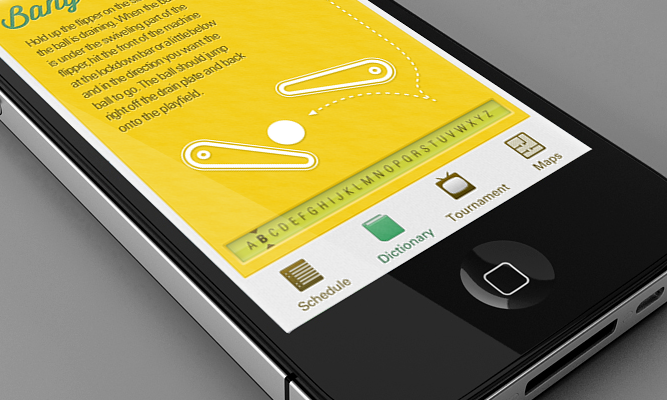 Bang
Hold up the flipper on the
the ball is draining. When the
is under the swiveling part of the
flipper, hit the front of the machine
at the lockdown bar or a little below
and in the direction you want the
ball to go. The ball should jump
right off the drain plate and back
onto the playfield.
ABCDEFGHIJKLMNOPQRSTUVWXYZ
Schedule
Dictionary
Tournament
Maps